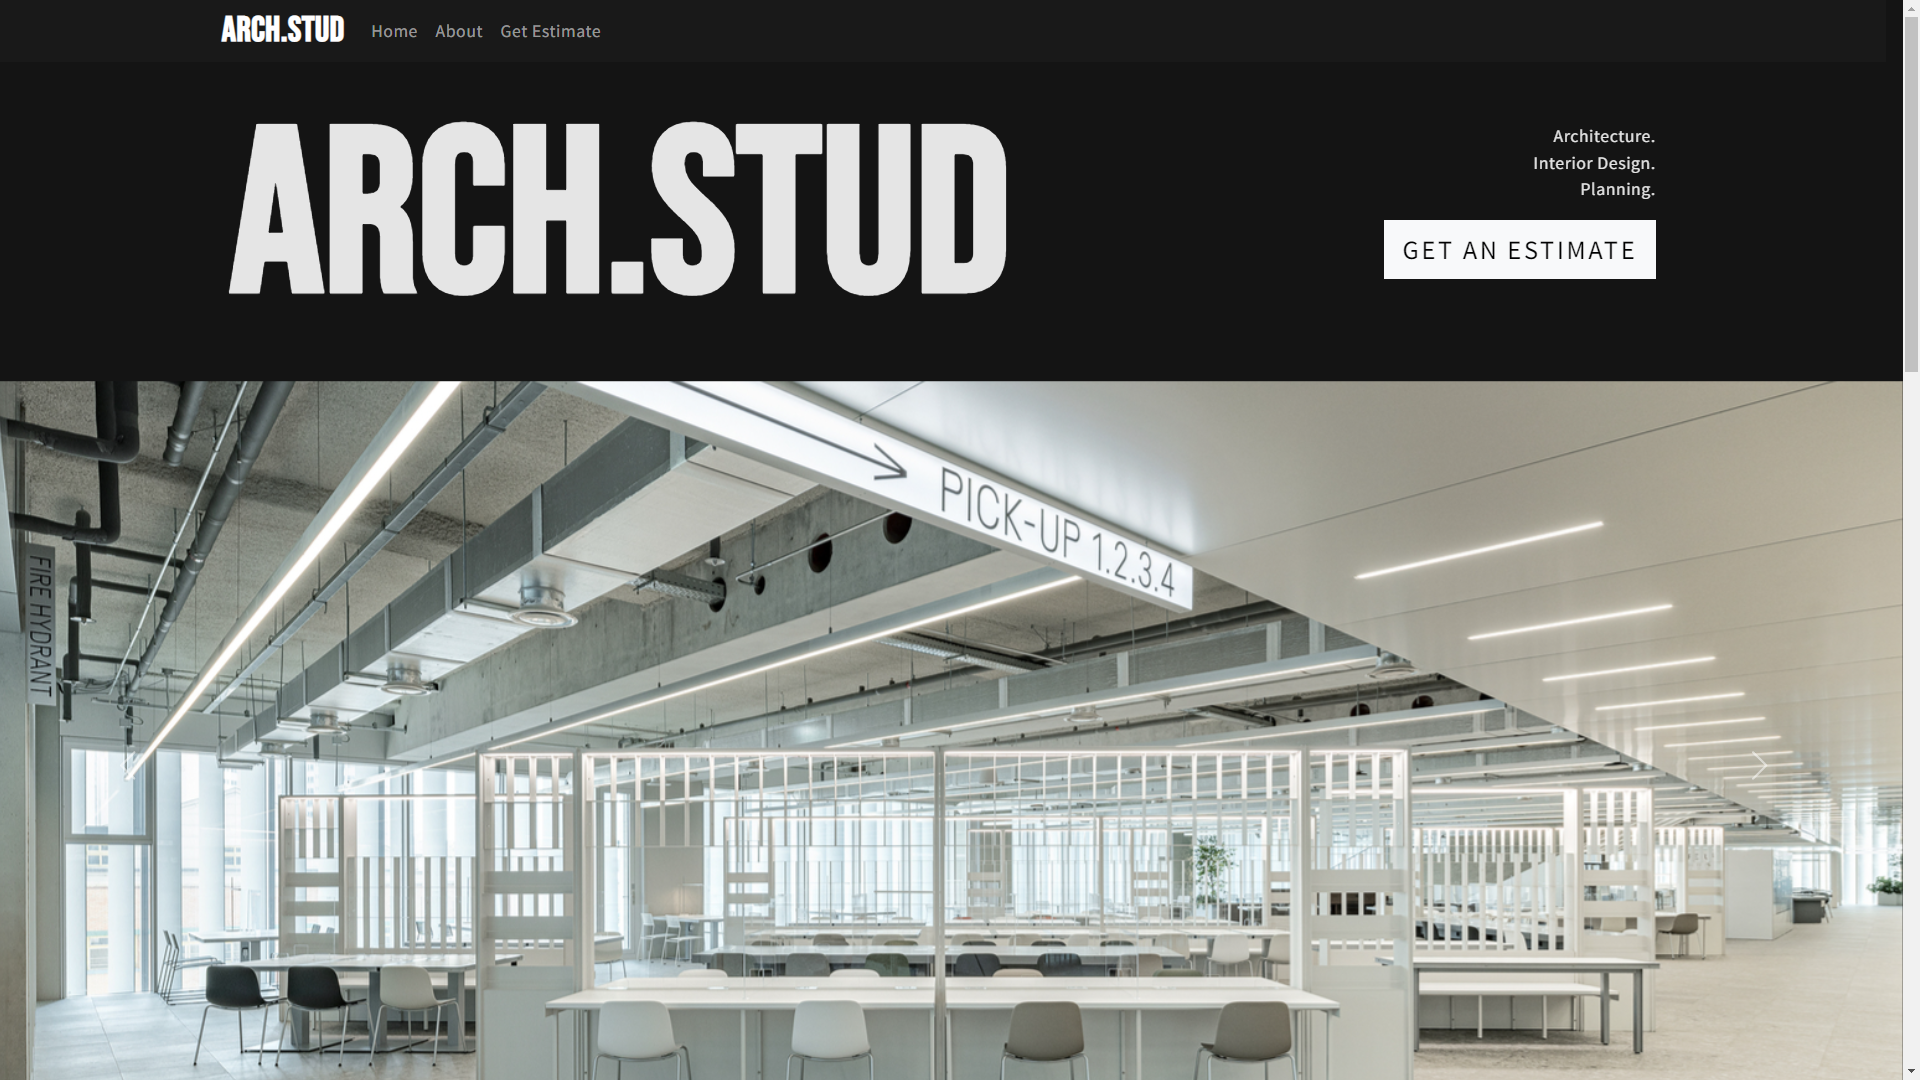 ARCH.STUD Home About Get Estimate
ARCH.STUD
Architecture.
Interior Design.
Planning.
GET AN ESTIMATE
PICK-UP 1.2.3.4
FIRE HYDRANT